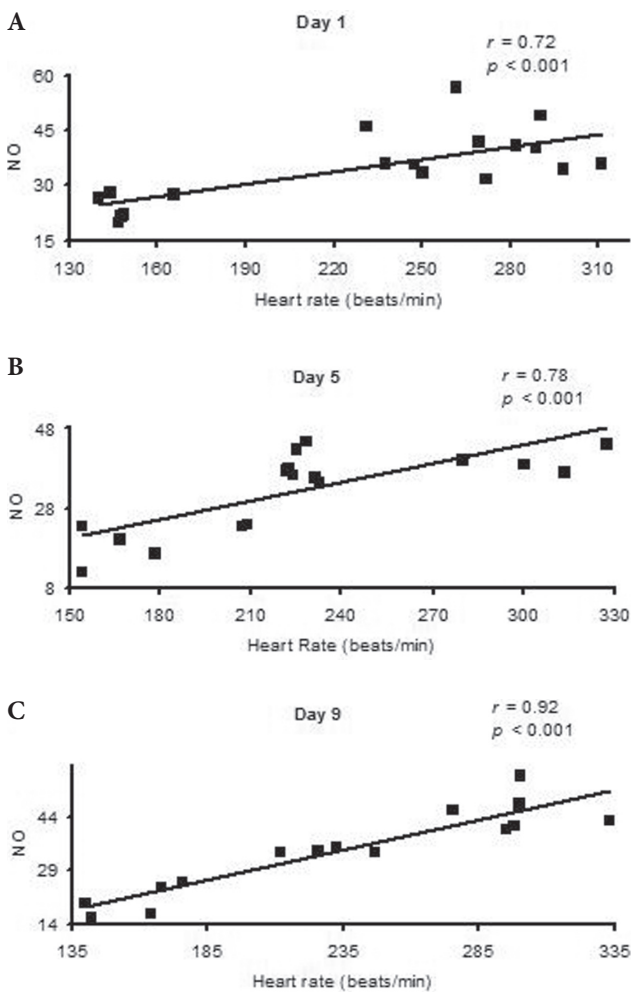 A
Day 1
r = 0.72
p < 0.001
60
45
30
15
NO
130 160 190 220 250 280 310
Heart rate (beats/min)
B
Day 5
r = 0.78
p < 0.001
48
28
8
NO
150 180 210 240 270 300 330
Heart Rate (beats/min)
C
Day 9
r = 0.92
p < 0.001
44
29
14
NO
135 185 235 285 335
Heart rate (beats/min)